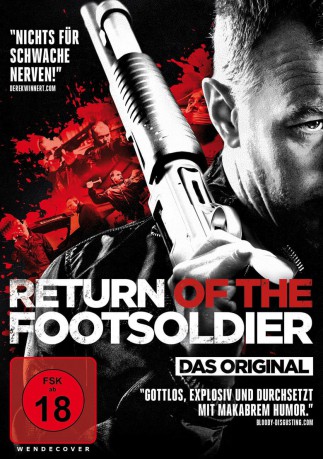 "NICHTS FÜR
SCHWACHE
NERVEN!"
DEREKWINNERT.COM
RETURN OF THE
FOOTSOLDIER
DAS ORIGINAL
FSK
ab
18
"GOTTLOS, EXPLOSIV UND DURCHSETZT
MIT MAKABREM HUMOR."
BLOODY-DISGUSTING.COM
WENDECOVER